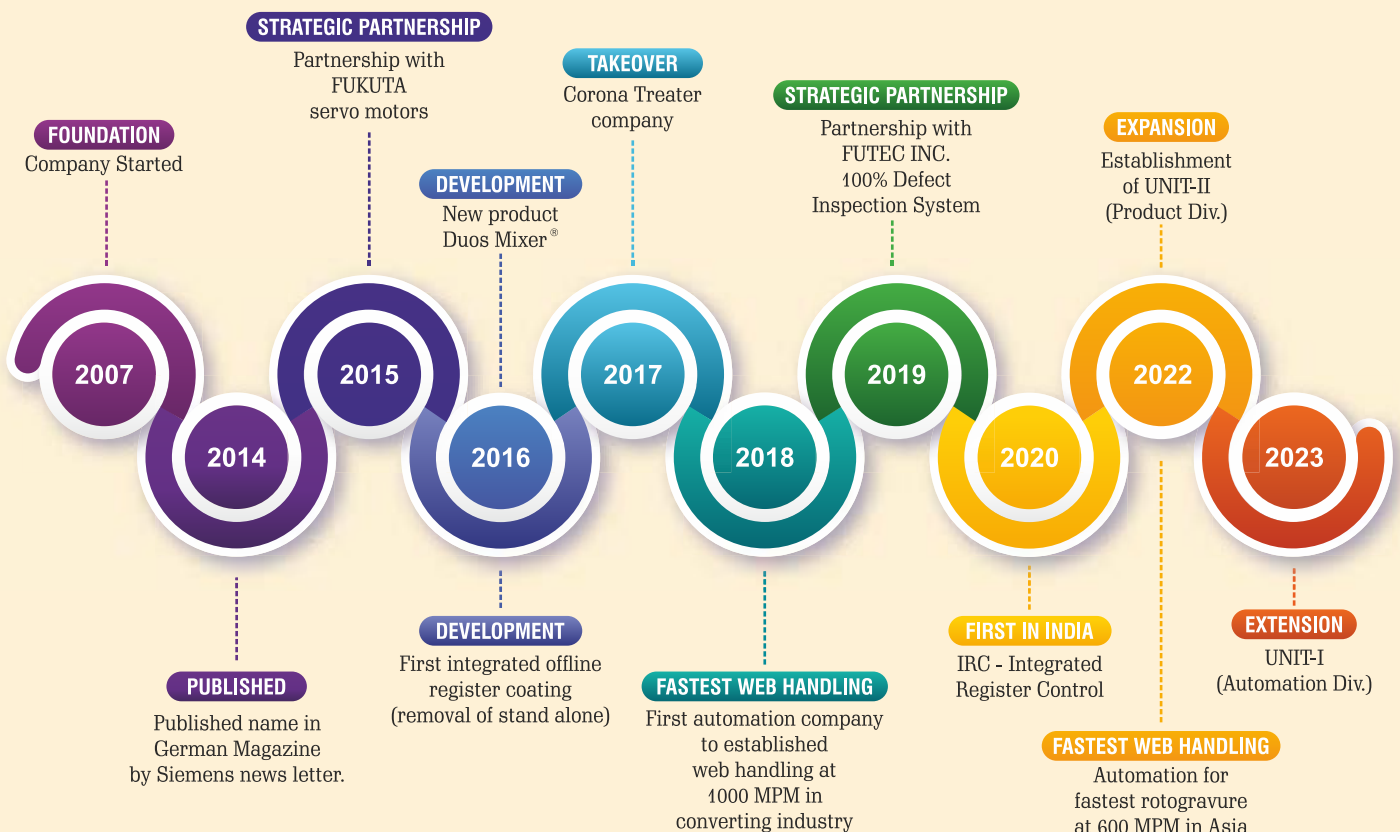 STRATEGIC PARTNERSHIP
Partnership with
FUKUTA
servo motors
TAKEOVER
Corona Treater
company
STRATEGIC PARTNERSHIP
Partnership with
FUTEC INC.
100% Defect
Inspection System
EXPANSION
Establishment
of UNIT-II
(Product Div.)
FOUNDATION
Company Started
DEVELOPMENT
New product
Duos Mixer®
2007
2014
2015
2016
2017
2018
2019
2020
2022
2023
PUBLISHED
Published name in
German Magazine
by Siemens news letter.
DEVELOPMENT
First integrated offline
register coating
(removal of stand alone)
FASTEST WEB HANDLING
First automation company
to established
web handling at
1000 MPM in
converting industry
FIRST IN INDIA
IRC - Integrated
Register Control
FASTEST WEB HANDLING
Automation for
fastest rotogravure
at 600 MPM in Asia
EXTENSION
UNIT-I
(Automation Div.)